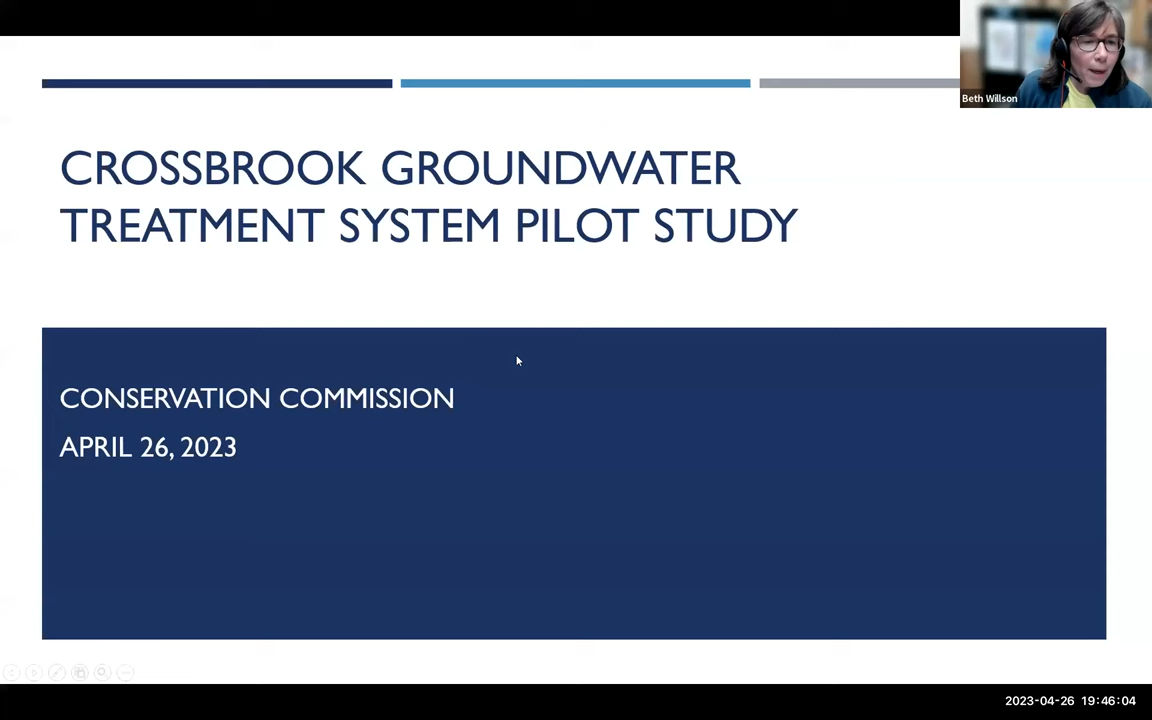 Beth Willson
CROSSBROOK GROUNDWATER
TREATMENT SYSTEM PILOT STUDY
CONSERVATION COMMISSION
APRIL 26, 2023
2023-04-26 19:46:04